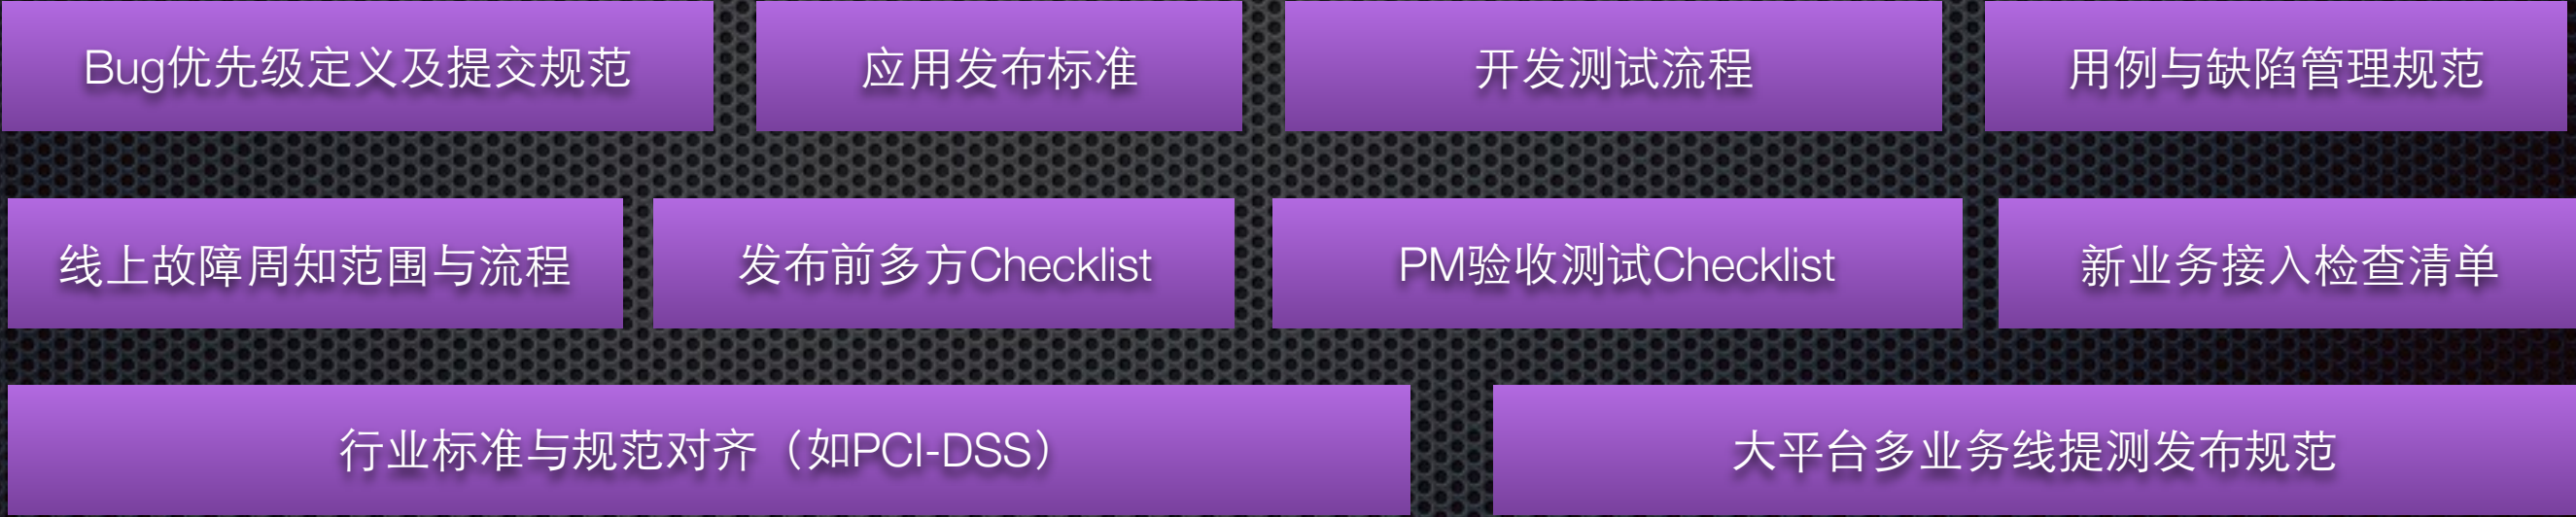 Bug优先级定义及提交规范
应用发布标准
开发测试流程
用例与缺陷管理规范
线上故障周知范围与流程
发布前多方Checklist
PM验收测试Checklist
新业务接入检查清单
行业标准与规范对齐（如PCI-DSS）
大平台多业务线提测发布规范